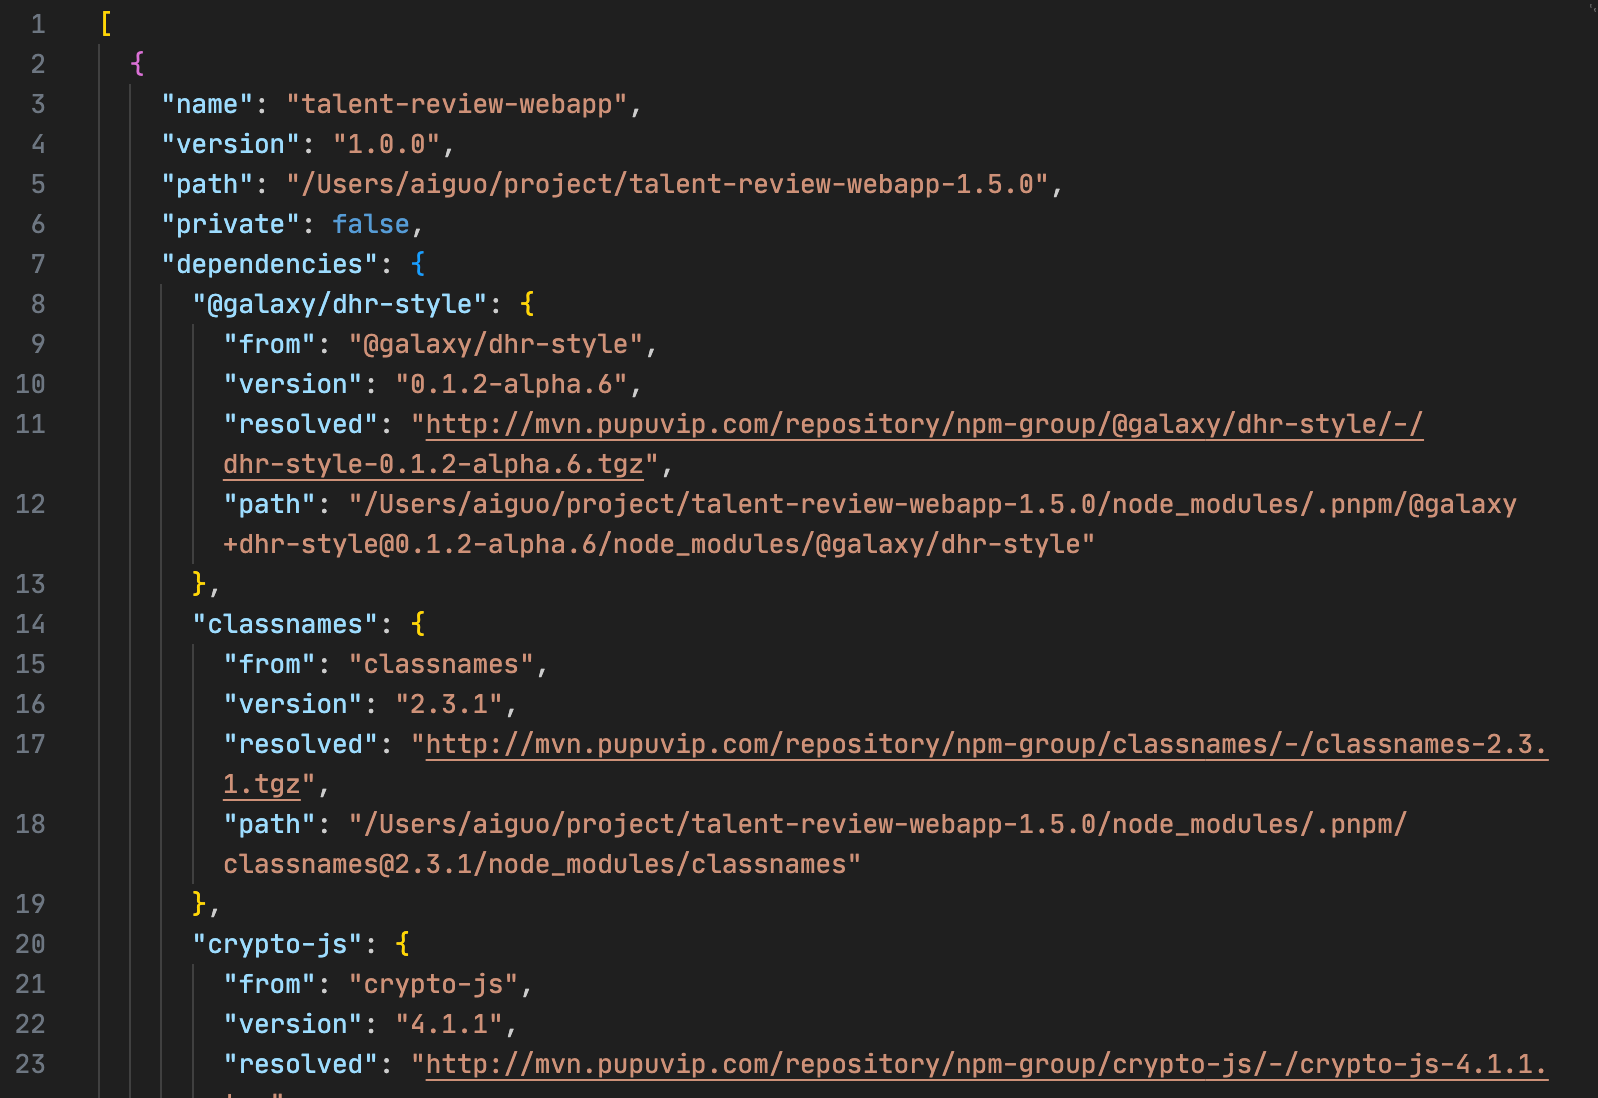 1 [
2 {
3 "name": "talent-review-webapp",
4 "version": "1.0.0",
5 "path": "/Users/aiguo/project/talent-review-webapp-1.5.0",
6 "private": false,
7 "dependencies": {
8 "@galaxy/dhr-style": {
9 "from": "@galaxy/dhr-style",
10 "version": "0.1.2-alpha.6",
11 "resolved": "http://mvn.pupuvip.com/repository/npm-group/@galaxy/dhr-style/-/
dhr-style-0.1.2-alpha.6.tgz",
12 "path": "/Users/aiguo/project/talent-review-webapp-1.5.0/node_modules/.pnpm/@galaxy
+dhr-style@0.1.2-alpha.6/node_modules/@galaxy/dhr-style"
13 },
14 "classnames": {
15 "from": "classnames",
16 "version": "2.3.1",
17 "resolved": "http://mvn.pupuvip.com/repository/npm-group/classnames/-/classnames-2.3.
1.tgz",
18 "path": "/Users/aiguo/project/talent-review-webapp-1.5.0/node_modules/.pnpm/
classnames@2.3.1/node_modules/classnames"
19 },
20 "crypto-js": {
21 "from": "crypto-js",
22 "version": "4.1.1",
23 "resolved": "http://mvn.pupuvip.com/repository/npm-group/crypto-js/-/crypto-js-4.1.1.